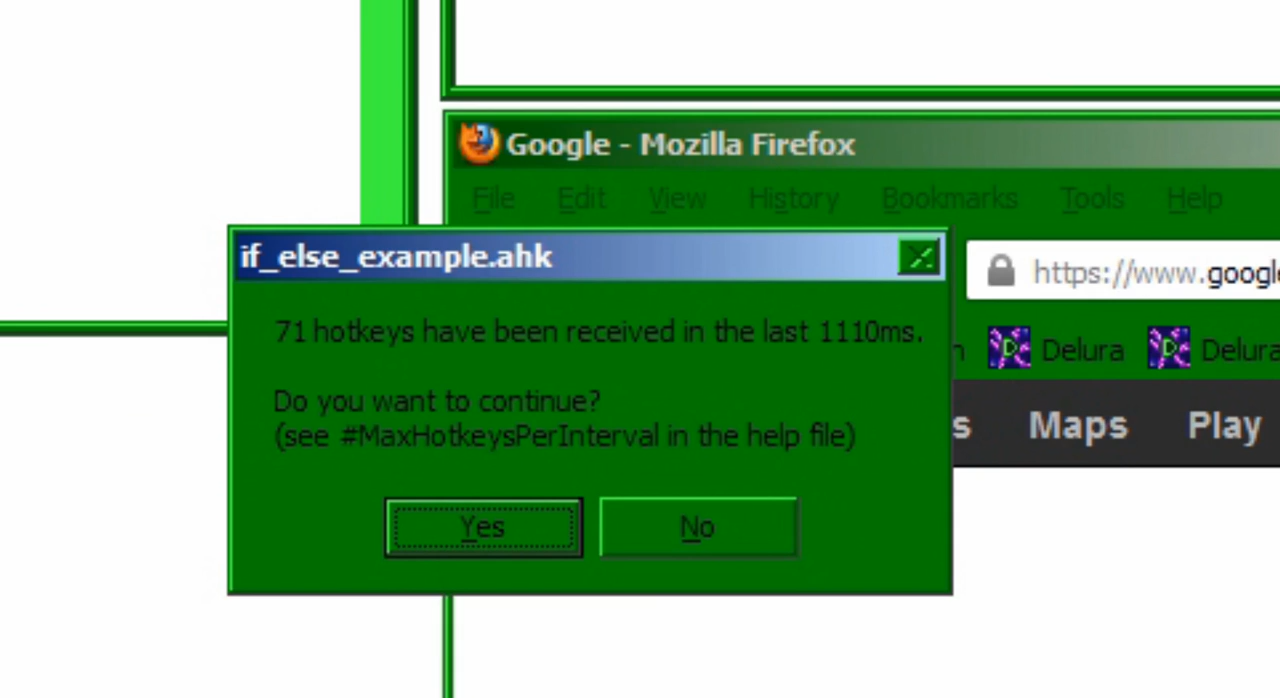 Google - Mozilla Firefox
File Edit View History Bookmarks Tools Help
if_else_example.ahk
https://www.google
71 hotkeys have been received in the last 1110ms.
Delura Delura
Do you want to continue?
(see #MaxHotkeysPerInterval in the help file)
Maps Play
Yes No